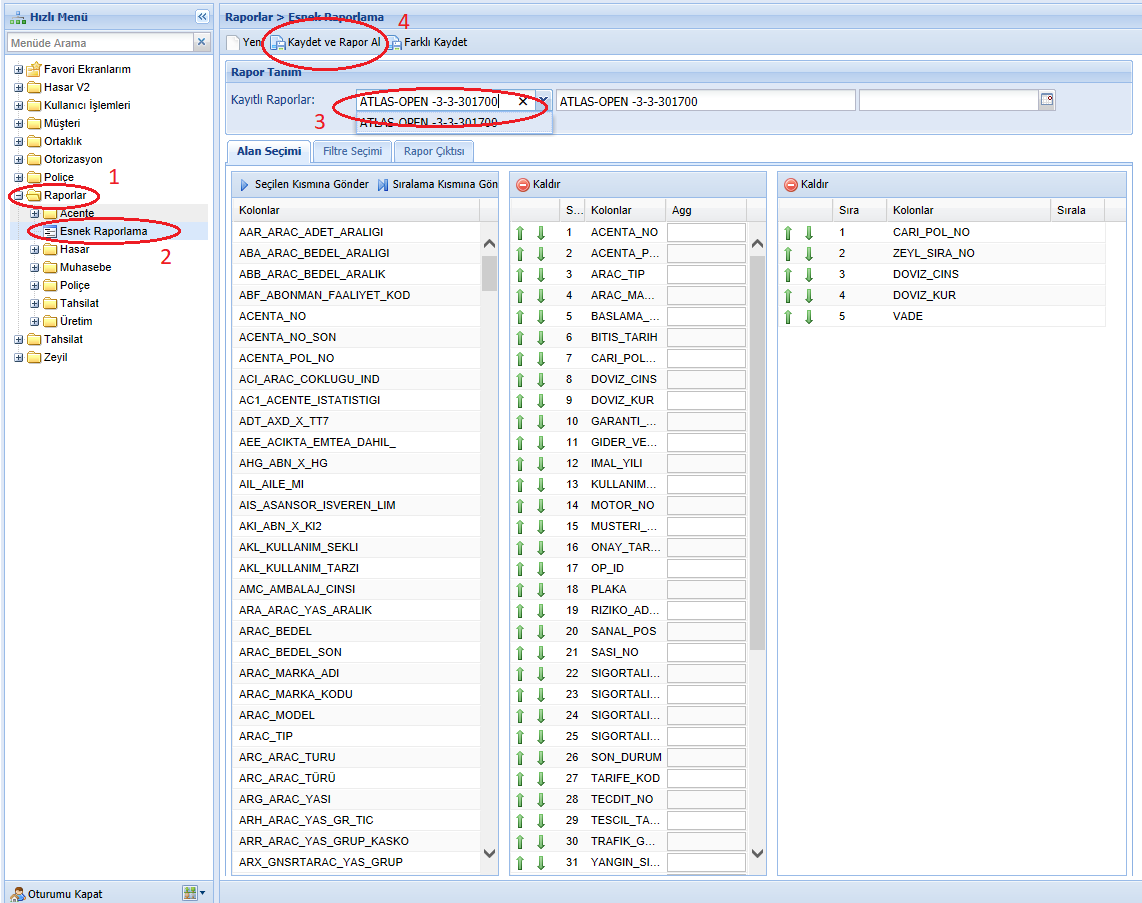 Hızlı Menü
Menüde Arama
Favori Ekranlarım
Hasar V2
Kullanıcı İşlemleri
Müşteri
Ortaklık
Otorizasyon
Poliçe
1
Raporlar
Acente
Esnek Raporlama
2
Hasar
Muhasebe
Poliçe
Tahsilat
Üretim
Tahsilat
Zeyil
Oturumu Kapat
Raporlar > Esnek Raporlama
4
Yeni
Kaydet ve Rapor Al
Farklı Kaydet
Rapor Tanım
Kayıtlı Raporlar:
ATLAS-OPEN -3-3-301700
ATLAS-OPEN -3-3-301700
3
ATLAS-OPEN -3-3-301700
Alan Seçimi
Filtre Seçimi
Rapor Çıktısı
Seçilen Kısmına Gönder
Sıralama Kısmına Gön
Kolonlar
AAR_ARAC_ADET_ARALIGI
ABA_ARAC_BEDEL_ARALIGI
ABB_ARAC_BEDEL_ARALIK
ABF_ABONMAN_FAALIYET_KOD
ACENTA_NO
ACENTA_NO_SON
ACENTA_POL_NO
ACI_ARAC_COKLUGU_IND
AC1_ACENTE_ISTATISTIGI
ADT_AXD_X_TT7
AEE_ACIKTA_EMTEA_DAHIL_
AHG_ABN_X_HG
AIL_AILE_MI
AIS_ASANSOR_ISVEREN_LIM
AKI_ABN_X_KI2
AKL_KULLANIM_SEKLI
AKL_KULLANIM_TARZI
AMC_AMBALAJ_CINSI
ARA_ARAC_YAS_ARALIK
ARAC_BEDEL
ARAC_BEDEL_SON
ARAC_MARKA_ADI
ARAC_MARKA_KODU
ARAC_MODEL
ARAC_TIP
ARC_ARAC_TURU
ARC_ARAC_TÜRÜ
ARG_ARAC_YASI
ARH_ARAC_YAS_GR_TIC
ARR_ARAC_YAS_GRUP_KASKO
ARX_GNSRTARAC_YAS_GRUP
Kaldır
S... Kolonlar Agg
1 ACENTA_NO
2 ACENTA_P...
3 ARAC_TIP
4 ARAC_MA...
5 BASLAMA_...
6 BITIS_TARIH
7 CARI_POL...
8 DOVIZ_CINS
9 DOVIZ_KUR
10 GARANTI_...
11 GIDER_VE...
12 IMAL_YILI
13 KULLANIM...
14 MOTOR_NO
15 MUSTERI_...
16 ONAY_TAR...
17 OP_ID
18 PLAKA
19 RIZIKO_AD...
20 SANAL_POS
21 SASI_NO
22 SIGORTALI...
23 SIGORTALI...
24 SIGORTALI...
25 SIGORTALI...
26 SON_DURUM
27 TARIFE_KOD
28 TECDIT_NO
29 TESCIL_TA...
30 TRAFIK_G...
31 YANGIN_SI...
Kaldır
Sıra Kolonlar Sırala
1 CARI_POL_NO
2 ZEYL_SIRA_NO
3 DOVIZ_CINS
4 DOVIZ_KUR
5 VADE